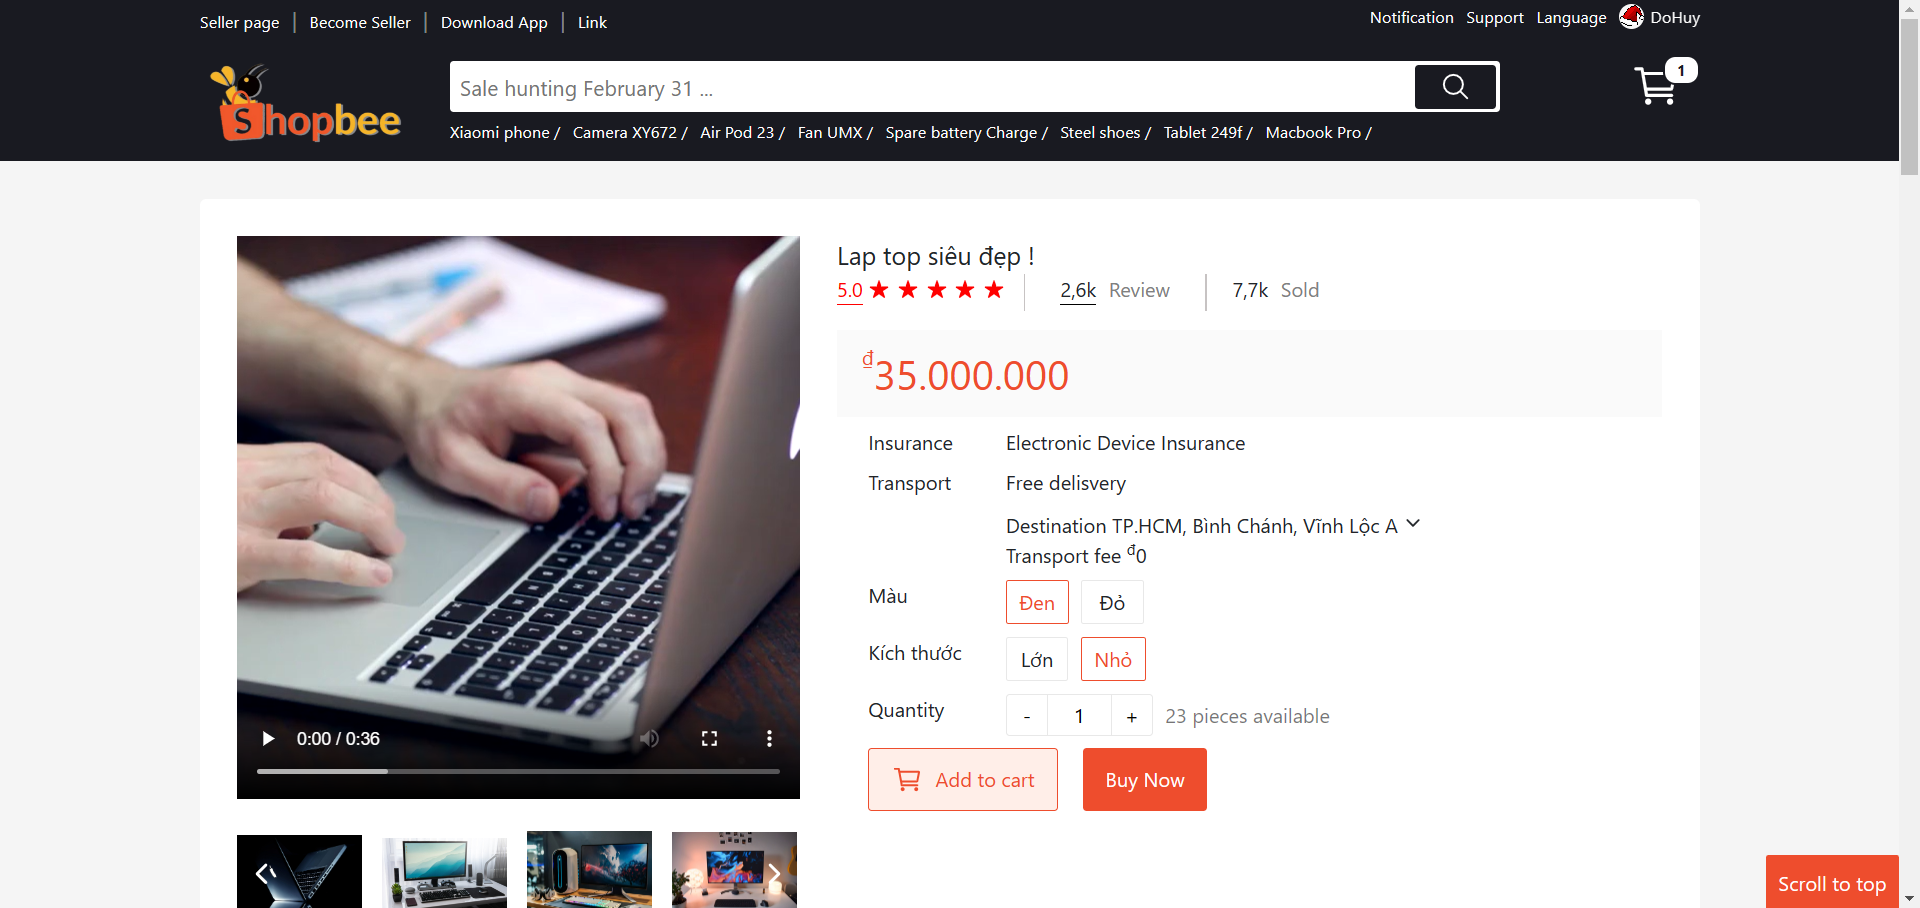 Seller page
Become Seller
Download App
Link
Notification
Support
Language
DoHuy
Shopbee
Sale hunting February 31 ...
1
Xiaomi phone /
Camera XY672 /
Air Pod 23 /
Fan UMX /
Spare battery Charge /
Steel shoes /
Tablet 249f /
Macbook Pro /
Lap top siêu đẹp !
5.0
2,6k Review
7,7k Sold
₫35.000.000
Insurance
Electronic Device Insurance
Transport
Free delisvery
Destination TP.HCM, Bình Chánh, Vĩnh Lộc A
Transport fee đ0
Màu
Đen
Đỏ
Kích thước
Lớn
Nhỏ
Quantity
- 1 +
23 pieces available
0:00 / 0:36
Add to cart
Buy Now
Scroll to top